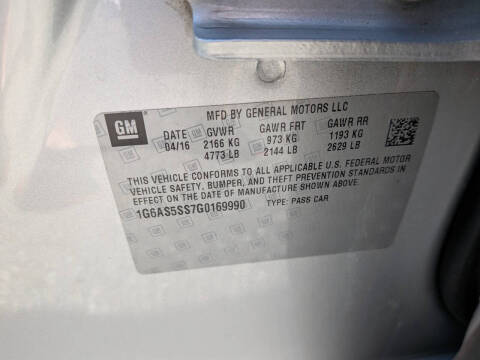 MFD BY GENERAL MOTORS LLC
GM
DATE GVWR GAWR FRT GAWR RR
04/16 2166 KG 973 KG 1193 KG
4773 LB 2144 LB 2629 LB
THIS VEHICLE CONFORMS TO ALL APPLICABLE U.S. FEDERAL MOTOR
VEHICLE SAFETY, BUMPER, AND THEFT PREVENTION STANDARDS IN
EFFECT ON THE DATE OF MANUFACTURE SHOWN ABOVE.
1G6AS5SS7G0169990 TYPE: PASS CAR